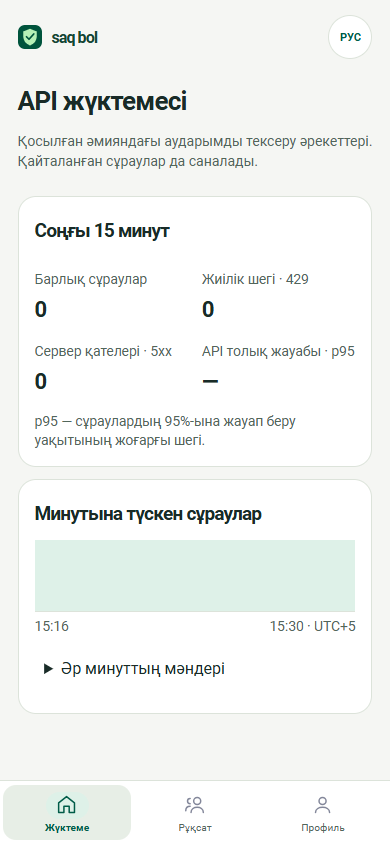 saq bol
РУС
API жүктемесі
Қосылған әмияндағы аударымды тексеру әрекеттері.
Қайталанған сұраулар да саналады.
Соңғы 15 минут
Барлық сұраулар
0
Жиілік шегі · 429
0
Сервер қателері · 5xx
0
API толық жауабы · p95
—
p95 — сұраулардың 95%-ына жауап беру
уақытының жоғарғы шегі.
Минутына түскен сұраулар
15:16
15:30 · UTC+5
▶ Әр минуттың мәндері
Жүктеме
Рұқсат
Профиль